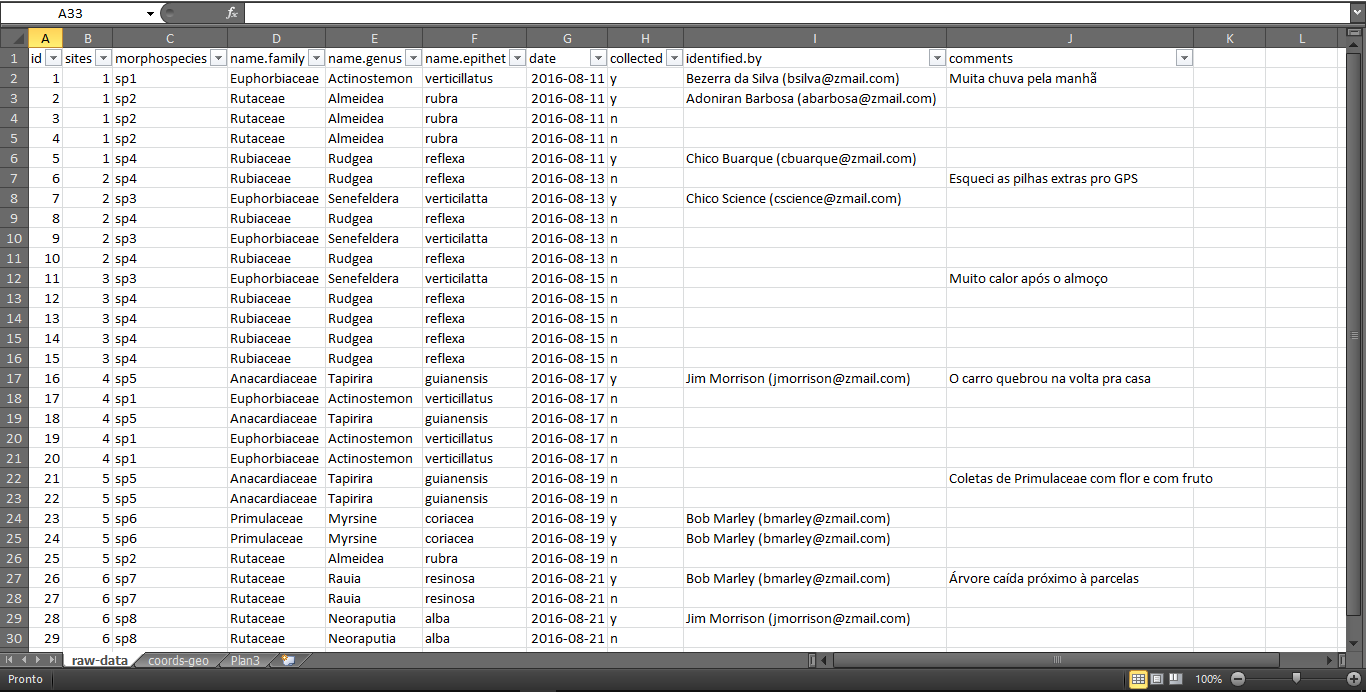 A33 fx
A B C D E F G H I J K L
1 id sites morphospecies name.family name.genus name.epithet date collected identified.by comments
2 1 1 sp1 Euphorbiaceae Actinostemon verticillatus 2016-08-11 y Bezerra da Silva (bsilva@zmail.com) Muita chuva pela manhã
3 2 1 sp2 Rutaceae Almeidea rubra 2016-08-11 y Adoniran Barbosa (abarbosa@zmail.com)
4 3 1 sp2 Rutaceae Almeidea rubra 2016-08-11 n
5 4 1 sp2 Rutaceae Almeidea rubra 2016-08-11 n
6 5 1 sp4 Rubiaceae Rudgea reflexa 2016-08-11 y Chico Buarque (cbuarque@zmail.com)
7 6 2 sp4 Rubiaceae Rudgea reflexa 2016-08-13 n Esqueci as pilhas extras pro GPS
8 7 2 sp3 Euphorbiaceae Senefeldera verticilatta 2016-08-13 y Chico Science (cscience@zmail.com)
9 8 2 sp4 Rubiaceae Rudgea reflexa 2016-08-13 n
10 9 2 sp3 Euphorbiaceae Senefeldera verticilatta 2016-08-13 n
11 10 2 sp4 Rubiaceae Rudgea reflexa 2016-08-13 n
12 11 3 sp3 Euphorbiaceae Senefeldera verticilatta 2016-08-15 n Muito calor após o almoço
13 12 3 sp4 Rubiaceae Rudgea reflexa 2016-08-15 n
14 13 3 sp4 Rubiaceae Rudgea reflexa 2016-08-15 n
15 14 3 sp4 Rubiaceae Rudgea reflexa 2016-08-15 n
16 15 3 sp4 Rubiaceae Rudgea reflexa 2016-08-15 n
17 16 4 sp5 Anacardiaceae Tapirira guianensis 2016-08-17 y Jim Morrison (jmorrison@zmail.com) O carro quebrou na volta pra casa
18 17 4 sp1 Euphorbiaceae Actinostemon verticillatus 2016-08-17 n
19 18 4 sp5 Anacardiaceae Tapirira guianensis 2016-08-17 n
20 19 4 sp1 Euphorbiaceae Actinostemon verticillatus 2016-08-17 n
21 20 4 sp1 Euphorbiaceae Actinostemon verticillatus 2016-08-17 n
22 21 5 sp5 Anacardiaceae Tapirira guianensis 2016-08-19 n Coletas de Primulaceae com flor e com fruto
23 22 5 sp5 Anacardiaceae Tapirira guianensis 2016-08-19 n
24 23 5 sp6 Primulaceae Myrsine coriacea 2016-08-19 y Bob Marley (bmarley@zmail.com)
25 24 5 sp6 Primulaceae Myrsine coriacea 2016-08-19 y Bob Marley (bmarley@zmail.com)
26 25 5 sp2 Rutaceae Almeidea rubra 2016-08-19 n
27 26 6 sp7 Rutaceae Rauia resinosa 2016-08-21 y Bob Marley (bmarley@zmail.com) Árvore caída próximo à parcelas
28 27 6 sp7 Rutaceae Rauia resinosa 2016-08-21 n
29 28 6 sp8 Rutaceae Neoraputia alba 2016-08-21 y Jim Morrison (jmorrison@zmail.com)
30 29 6 sp8 Rutaceae Neoraputia alba 2016-08-21 n
raw-data coords-geo Plan3
Pronto 100%